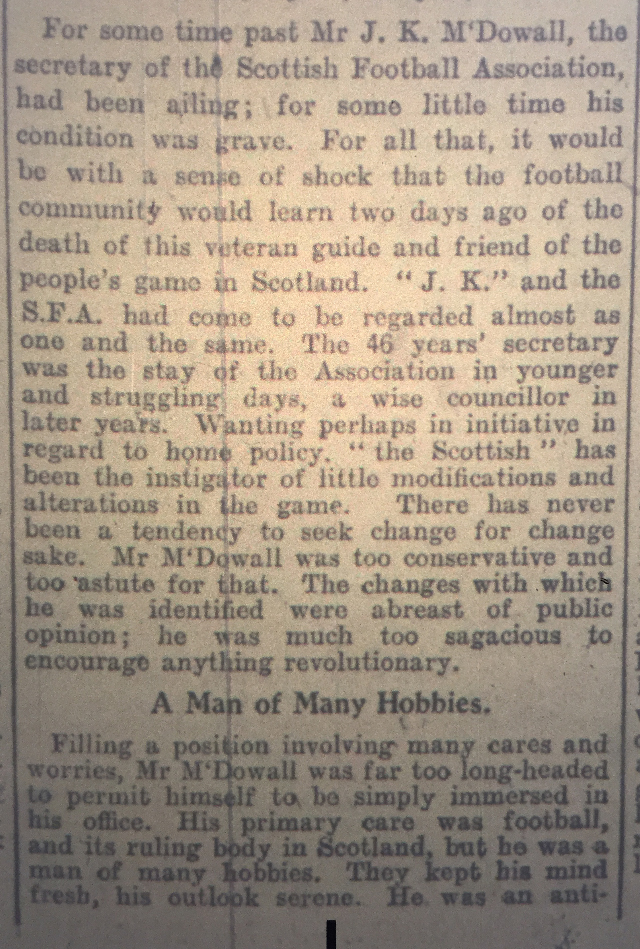 For some time past Mr J. K. M‘Dowall, the
secretary of the Scottish Football Association,
had been ailing; for some little time his
condition was grave. For all that, it would
be with a sense of shock that the football
community would learn two days ago of the
death of this veteran guide and friend of the
people's game in Scotland. “J. K.” and the
S.F.A. had come to be regarded almost as
one and the same. The 46 years' secretary
was the stay of the Association in younger
and struggling days, a wise councillor in
later years. Wanting perhaps in initiative in
regard to home policy, “the Scottish” has
been the instigator of little modifications and
alterations in the game. There has never
been a tendency to seek change for change
sake. Mr M‘Dowall was too conservative and
too astute for that. The changes with which
he was identified were abreast of public
opinion; he was much too sagacious to
encourage anything revolutionary.
A Man of Many Hobbies.
Filling a position involving many cares and
worries, Mr M‘Dowall was far too long-headed
to permit himself to be simply immersed in
his office. His primary care was football,
and its ruling body in Scotland, but he was a
man of many hobbies. They kept his mind
fresh, his outlook serene. He was an anti-